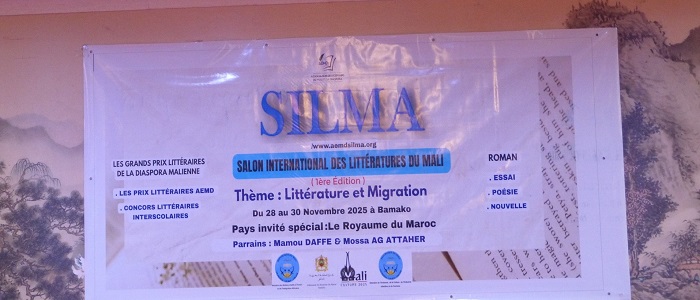 SILMA
/www.aemdsilma.org
SALON INTERNATIONAL DES LITTÉRATURES DU MALI
( 1ère Édition )
Thème : Littérature et Migration
Du 28 au 30 Novembre 2025 à Bamako
Pays invité spécial:Le Royaume du Maroc
Parrains : Mamou DAFFE & Mossa AG ATTAHER
LES GRANDS PRIX LITTÉRAIRES
DE LA DIASPORA MALIENNE
. LES PRIX LITTÉRAIRES AEMD
. CONCORS LITTÉRAIRES
INTERSCOLAIRES
ROMAN
. ESSAI
. POÉSIE
. NOUVELLE